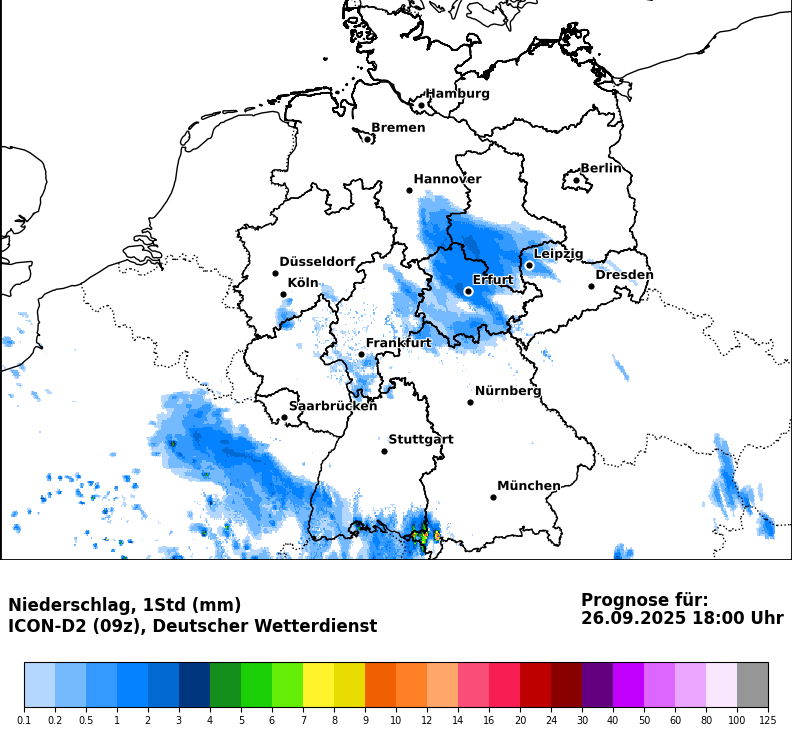 Hamburg
Bremen
Berlin
Hannover
Leipzig
Düsseldorf
Dresden
Erfurt
Köln
Frankfurt
Nürnberg
Saarbrücken
Stuttgart
München
Niederschlag, 1Std (mm)
ICON-D2 (09z), Deutscher Wetterdienst
Prognose für:
26.09.2025 18:00 Uhr
0.1 0.2 0.5 1 2 3 4 5 6 7 8 9 10 12 14 16 20 24 30 40 50 60 80 100 125